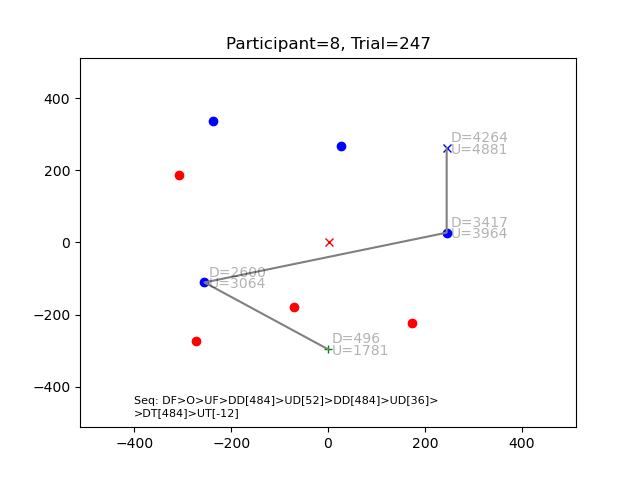 Participant=8, Trial=247
400
200
0
−200
−400
D=4264
U=4881
D=3417
U=3964
D=2600
U=3064
D=496
U=1781
Seq: DF>O>UF>DD[484]>UD[52]>DD[484]>UD[36]>
>DT[484]>UT[-12]
−400 −200 0 200 400